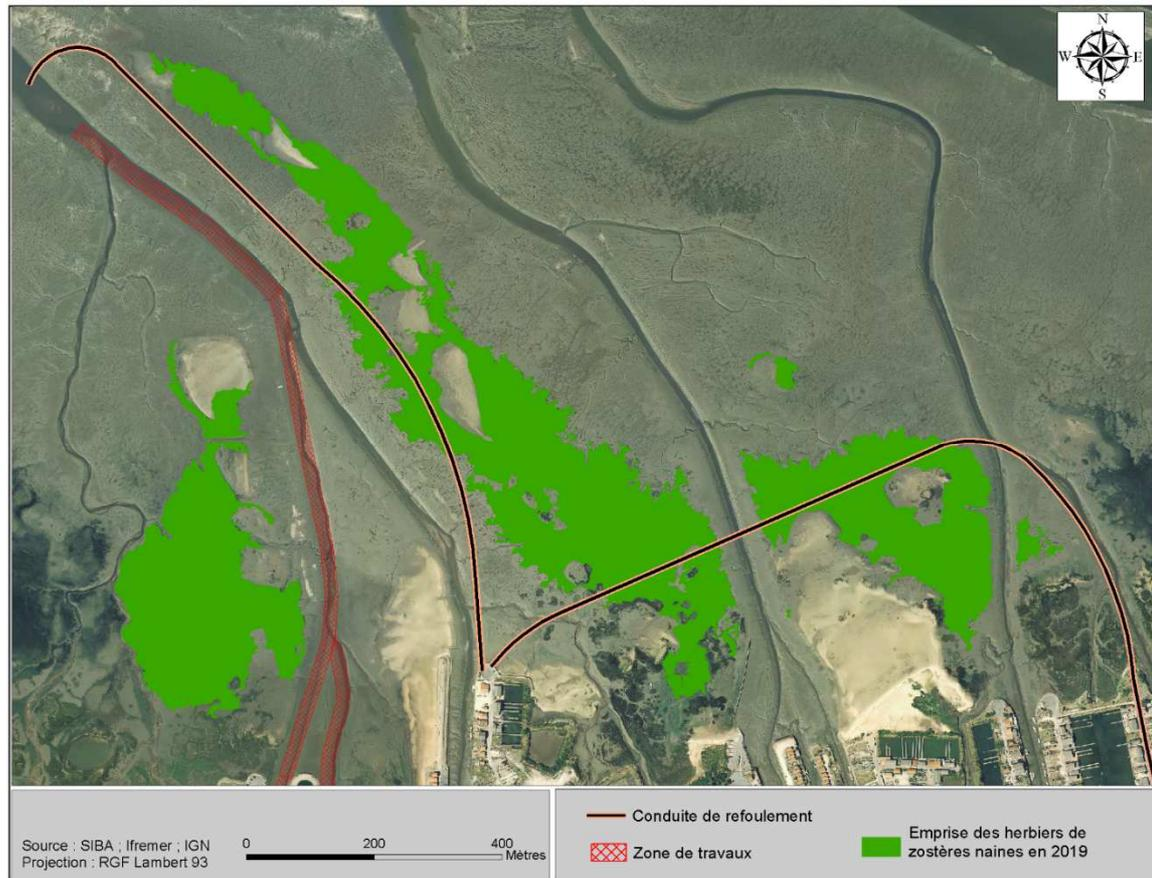 N
W E
S
Source : SIBA ; Ifremer ; IGN
Projection : RGF Lambert 93
0 200 400
Mètres
Conduite de refoulement
Zone de travaux
Emprise des herbiers de
zostères naines en 2019